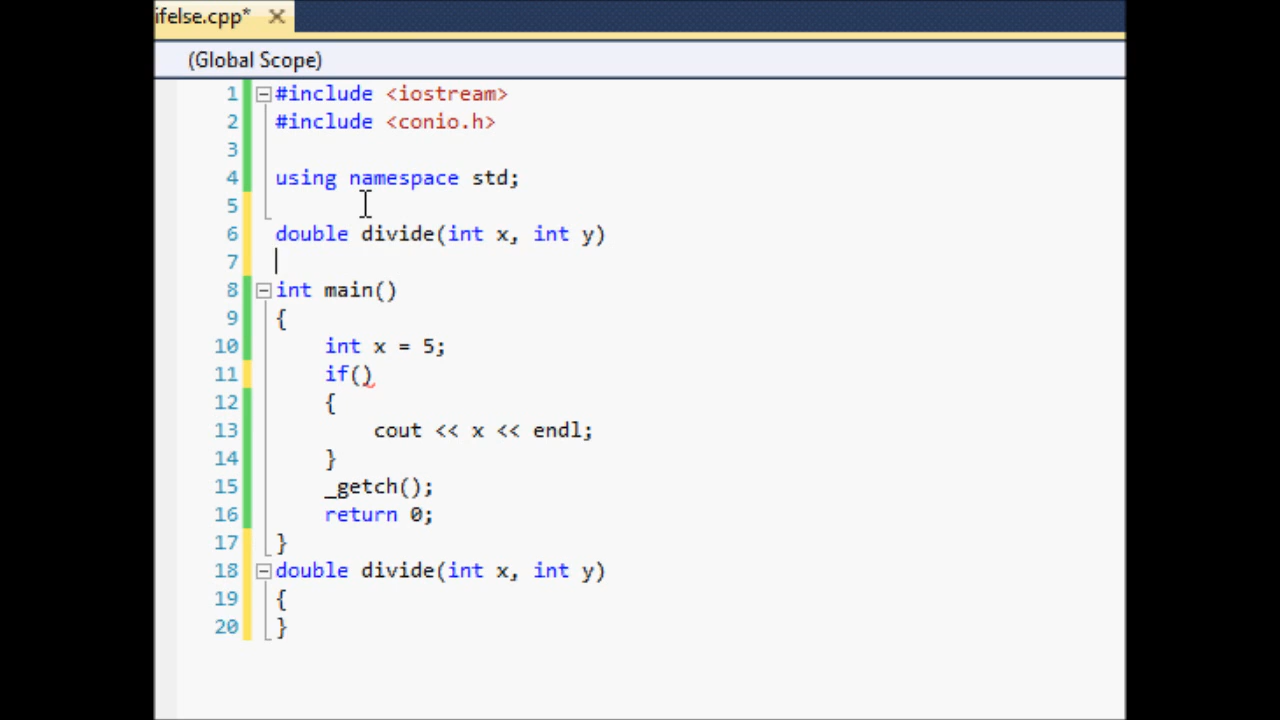 ifelse.cpp*
(Global Scope)
1 #include <iostream>
2 #include <conio.h>
3
4 using namespace std;
5
6 double divide(int x, int y)
7
8 int main()
9 {
10 int x = 5;
11 if()
12 {
13 cout << x << endl;
14 }
15 _getch();
16 return 0;
17 }
18 double divide(int x, int y)
19 {
20 }